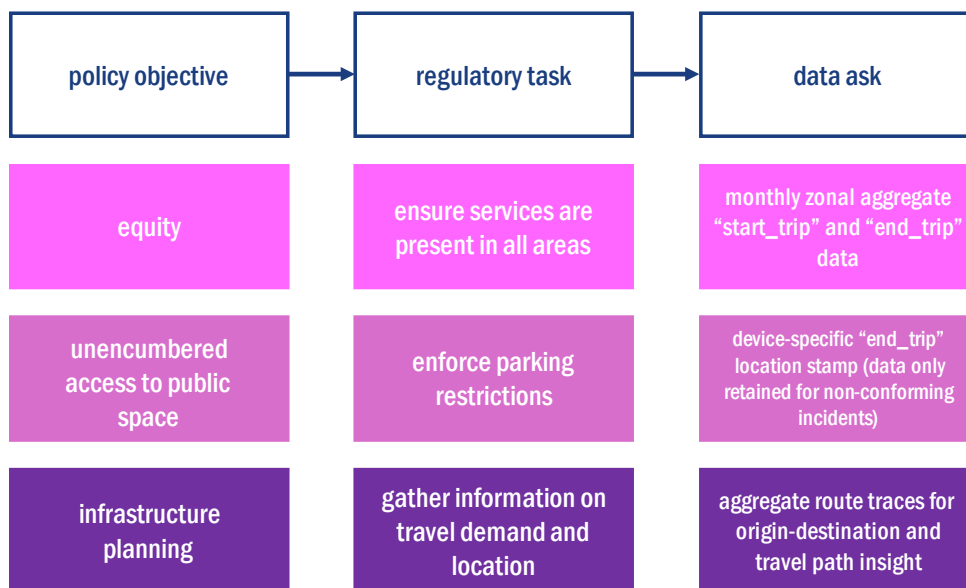 policy objective
regulatory task
data ask
equity
ensure services are
present in all areas
monthly zonal aggregate
“start_trip” and “end_trip”
data
unencumbered
access to public
space
enforce parking
restrictions
device-specific “end_trip”
location stamp (data only
retained for non-conforming
incidents)
infrastructure
planning
gather information on
travel demand and
location
aggregate route traces for
origin-destination and
travel path insight